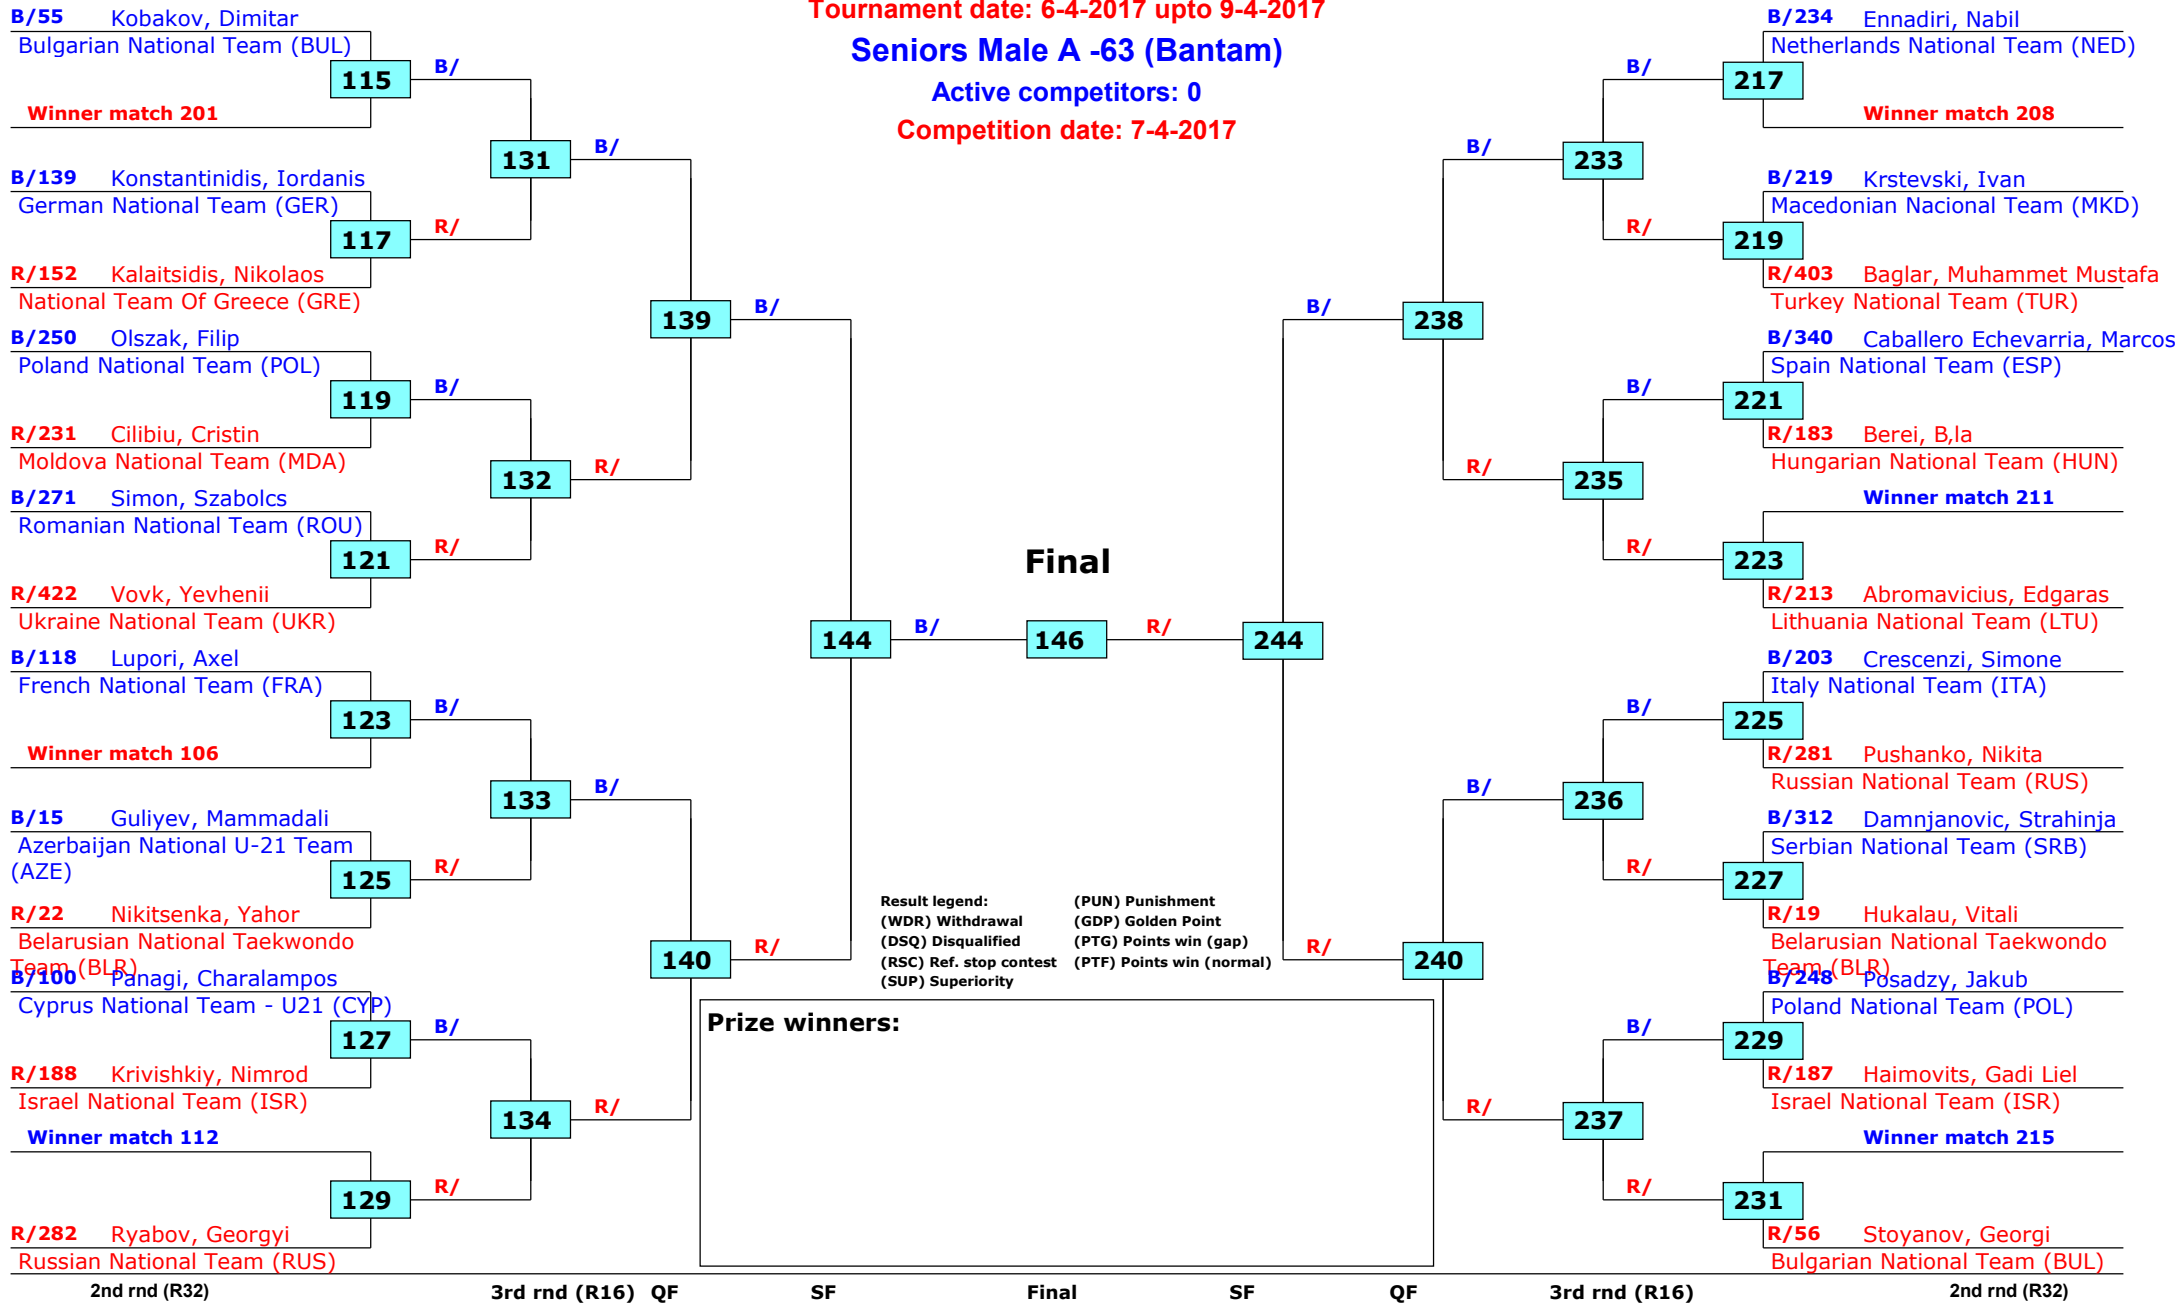 Tournament date: 6-4-2017 upto 9-4-2017
Seniors Male A -63 (Bantam)
Active competitors: 0
Competition date: 7-4-2017
B/55 Kobakov, Dimitar
Bulgarian National Team (BUL)
115 B/
Winner match 201
131 B/
B/139 Konstantinidis, Iordanis
German National Team (GER)
117 R/
R/152 Kalaitsidis, Nikolaos
National Team Of Greece (GRE)
139 B/
B/250 Olszak, Filip
Poland National Team (POL)
119 B/
R/231 Cilibiu, Cristin
Moldova National Team (MDA)
132 R/
B/271 Simon, Szabolcs
Romanian National Team (ROU)
121 R/
R/422 Vovk, Yevhenii
Ukraine National Team (UKR)
144 B/
B/118 Lupori, Axel
French National Team (FRA)
123 B/
Winner match 106
133 B/
B/15 Guliyev, Mammadali
Azerbaijan National U-21 Team
(AZE)
125 R/
R/22 Nikitsenka, Yahor
Belarusian National Taekwondo
Team (BLR)
140 R/
B/100 Panagi, Charalampos
Cyprus National Team - U21 (CYP)
127 B/
R/188 Krivishkiy, Nimrod
Israel National Team (ISR)
134 R/
Winner match 112
129 R/
R/282 Ryabov, Georgyi
Russian National Team (RUS)
Final
146
B/234 Ennadiri, Nabil
Netherlands National Team (NED)
B/ 217
Winner match 208
B/ 233
B/219 Krstevski, Ivan
Macedonian Nacional Team (MKD)
R/ 219
R/403 Baglar, Muhammet Mustafa
Turkey National Team (TUR)
B/ 238
B/340 Caballero Echevarria, Marcos
Spain National Team (ESP)
B/ 221
R/183 Berei, B,la
Hungarian National Team (HUN)
R/ 235
Winner match 211
R/ 223
R/213 Abromavicius, Edgaras
Lithuania National Team (LTU)
R/ 244
B/203 Crescenzi, Simone
Italy National Team (ITA)
B/ 225
R/281 Pushanko, Nikita
Russian National Team (RUS)
B/ 236
B/312 Damnjanovic, Strahinja
Serbian National Team (SRB)
R/ 227
R/19 Hukalau, Vitali
Belarusian National Taekwondo
Team (BLR)
R/ 240
B/248 Posadzy, Jakub
Poland National Team (POL)
B/ 229
R/187 Haimovits, Gadi Liel
Israel National Team (ISR)
R/ 237
Winner match 215
R/ 231
R/56 Stoyanov, Georgi
Bulgarian National Team (BUL)
Result legend: (PUN) Punishment
(WDR) Withdrawal (GDP) Golden Point
(DSQ) Disqualified (PTG) Points win (gap)
(RSC) Ref. stop contest (PTF) Points win (normal)
(SUP) Superiority
Prize winners:
2nd rnd (R32) 3rd rnd (R16) QF SF Final SF QF 3rd rnd (R16) 2nd rnd (R32)